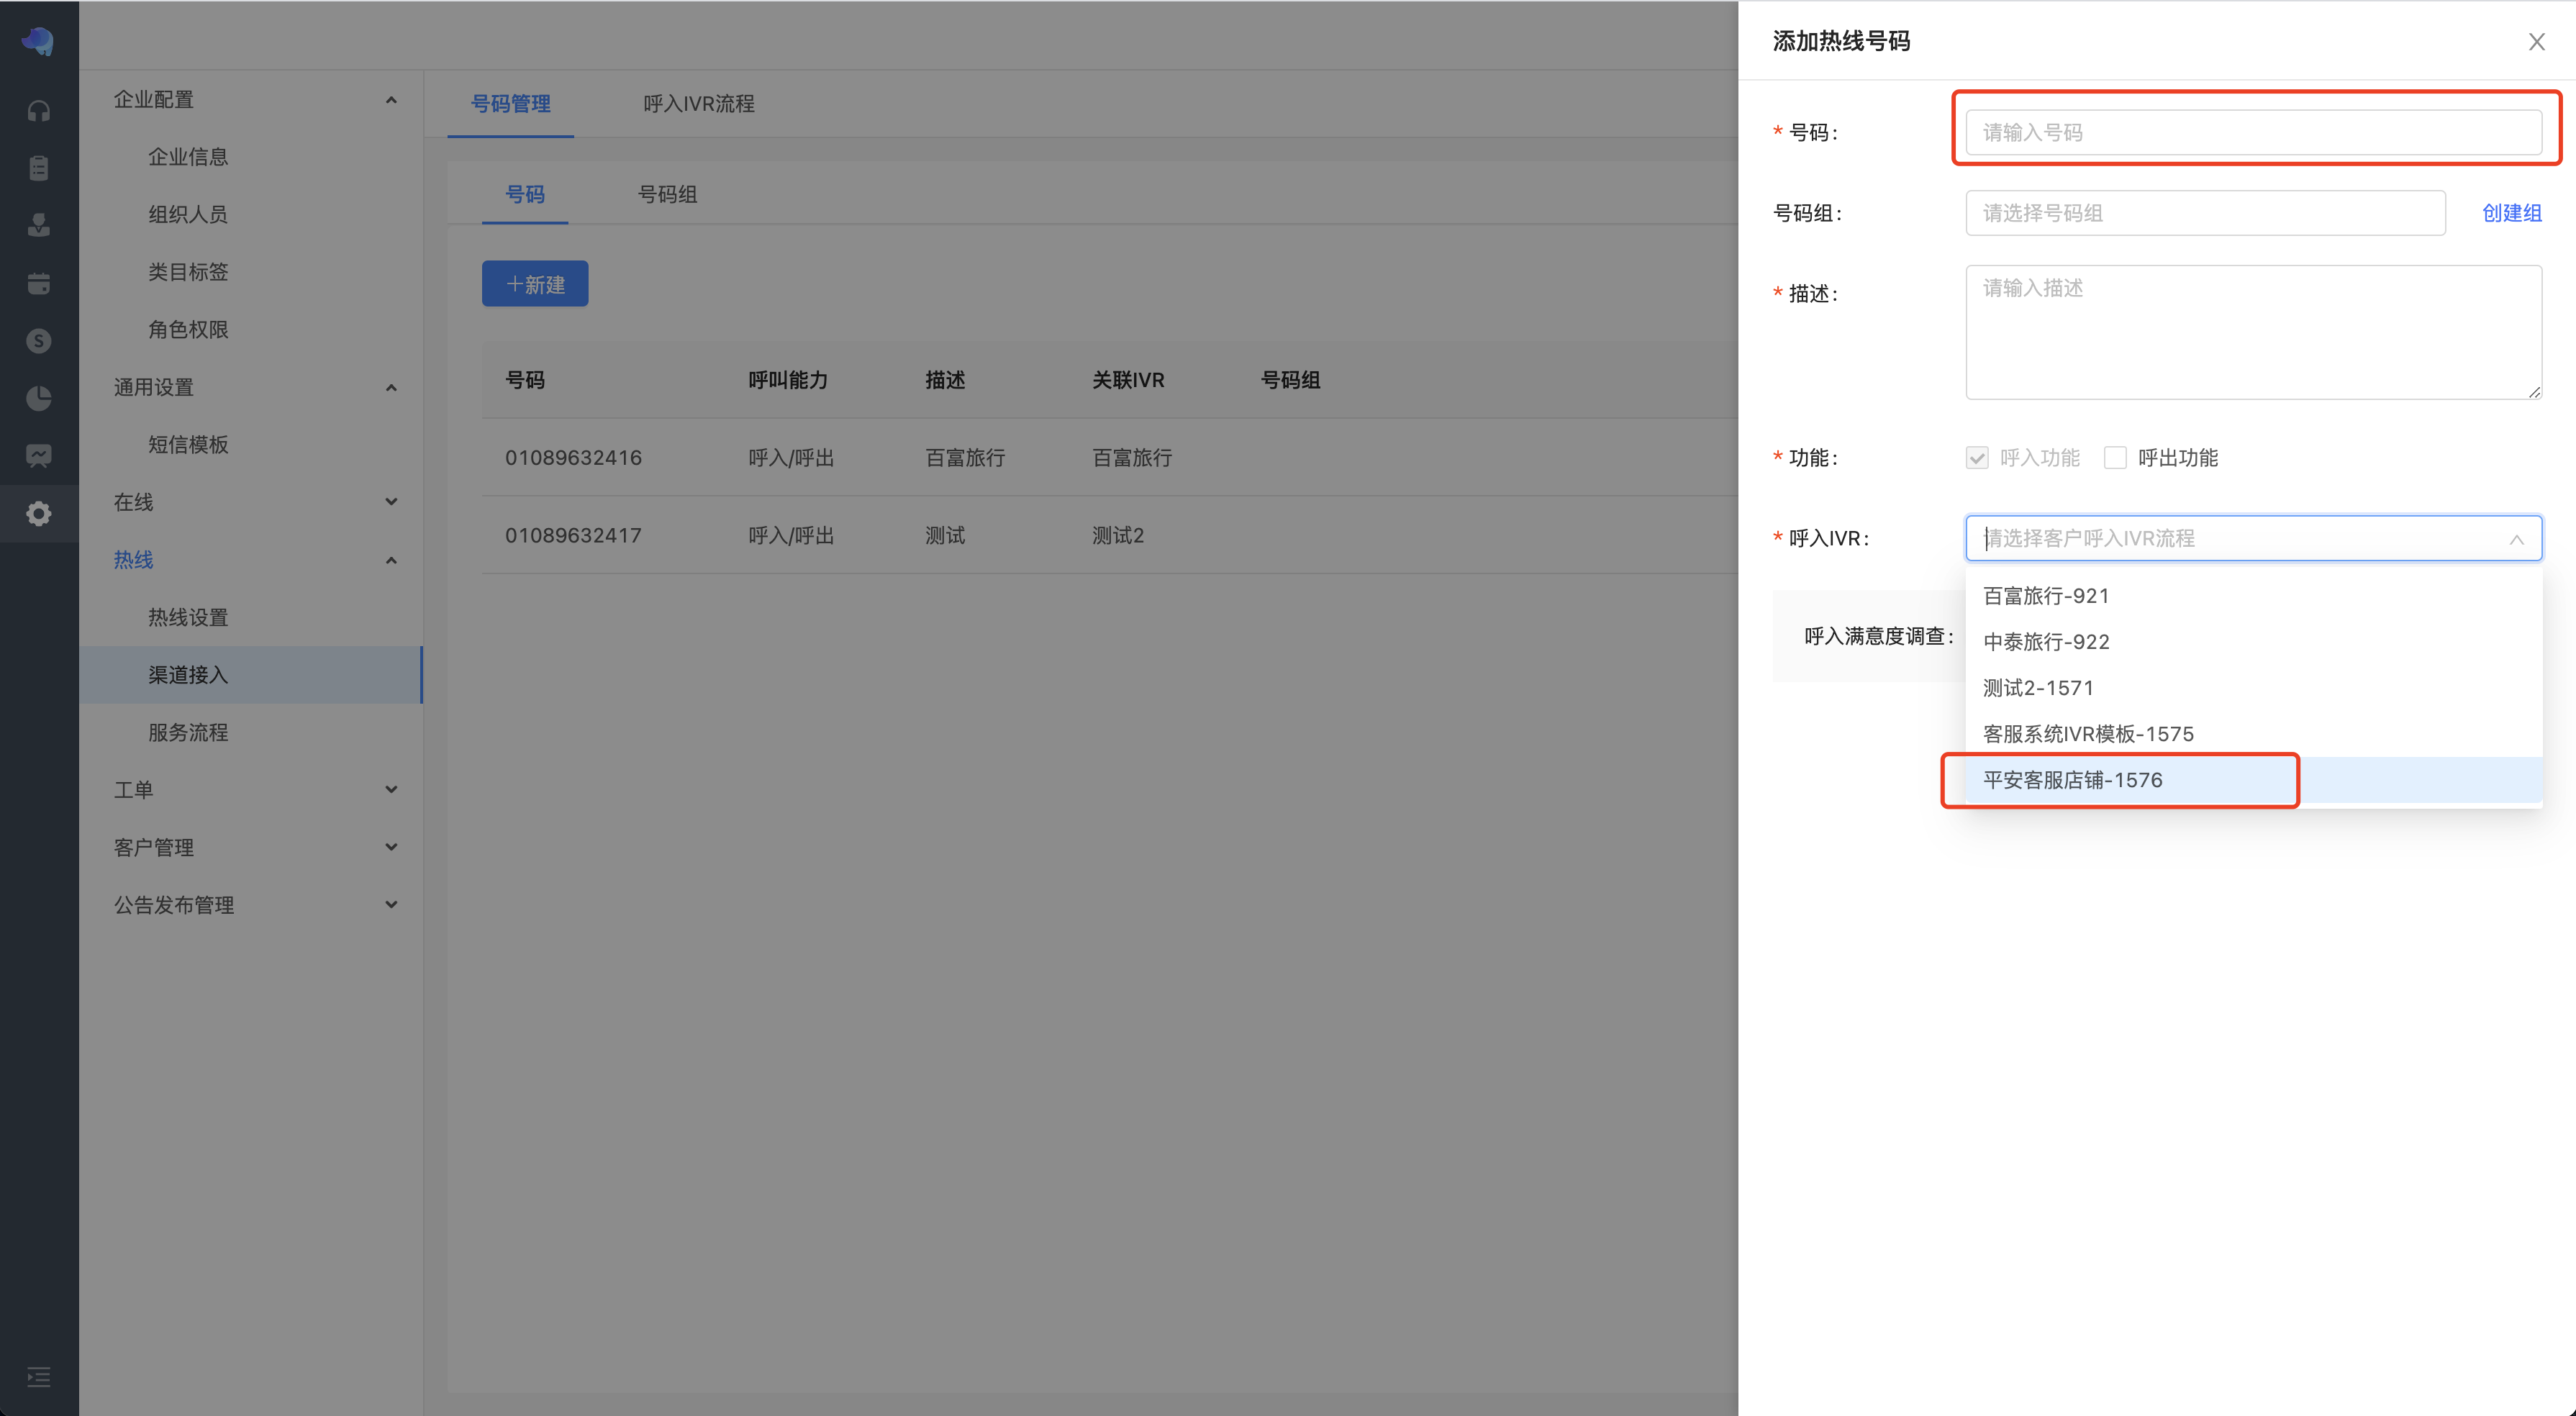 企业配置
企业信息
组织人员
类目标签
角色权限
通用设置
短信模板
在线
热线
热线设置
渠道接入
服务流程
工单
客户管理
公告发布管理
号码管理 呼入IVR流程
号码 号码组
+新建
号码 呼叫能力 描述 关联IVR 号码组
01089632416 呼入/呼出 百富旅行 百富旅行
01089632417 呼入/呼出 测试 测试2
添加热线号码
* 号码: 请输入号码
号码组: 请选择号码组 创建组
* 描述: 请输入描述
* 功能: 呼入功能 呼出功能
* 呼入IVR: 请选择客户呼入IVR流程
百富旅行-921
呼入满意度调查:
中泰旅行-922
测试2-1571
客服系统IVR模板-1575
平安客服店铺-1576